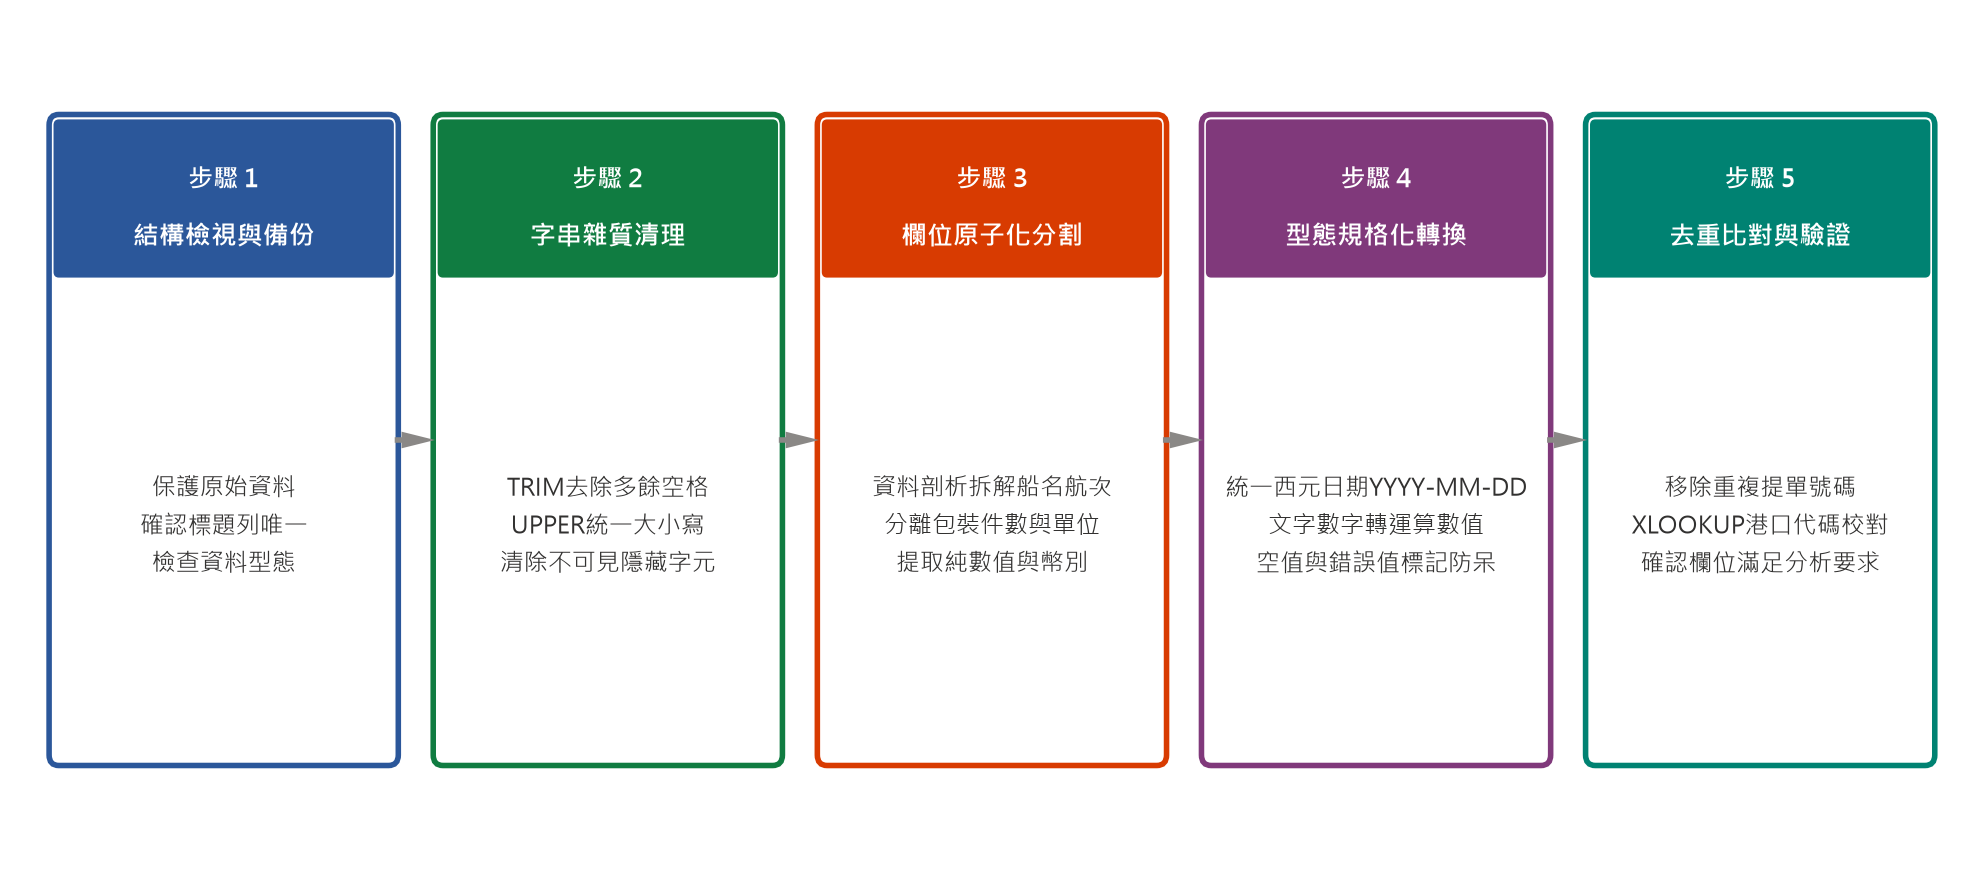 步驟 1
結構檢視與備份
保護原始資料
確認標題列唯一
檢查資料型態
步驟 2
字串雜質清理
TRIM去除多餘空格
UPPER統一大小寫
清除不可見隱藏字元
步驟 3
欄位原子化分割
資料剖析拆解船名航次
分離包裝件數與單位
提取純數值與幣別
步驟 4
型態規格化轉換
統一西元日期YYYY-MM-DD
文字數字轉運算數值
空值與錯誤值標記防呆
步驟 5
去重比對與驗證
移除重複提單號碼
XLOOKUP港口代碼校對
確認欄位滿足分析要求